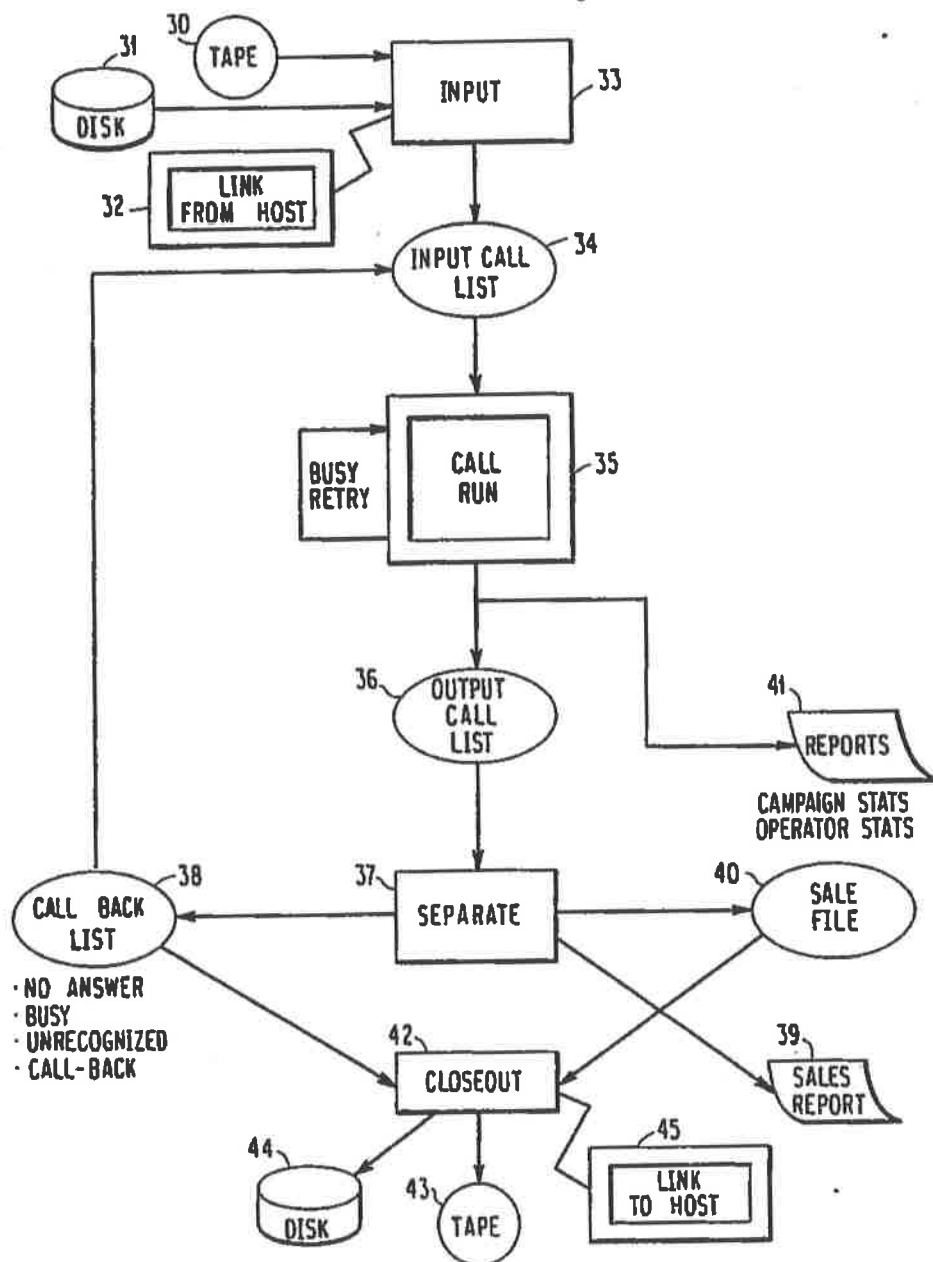 30
TAPE
31
DISK
INPUT
33
32
LINK
FROM HOST
34
INPUT CALL
LIST
BUSY
RETRY
CALL
RUN
35
36
OUTPUT
CALL
LIST
41
REPORTS
CAMPAIGN STATS
OPERATOR STATS
38
CALL BACK
LIST
· NO ANSWER
· BUSY
· UNRECOGNIZED
· CALL-BACK
37
SEPARATE
40
SALE
FILE
42
CLOSEOUT
39
SALES
REPORT
44
DISK
43
TAPE
45
LINK
TO HOST